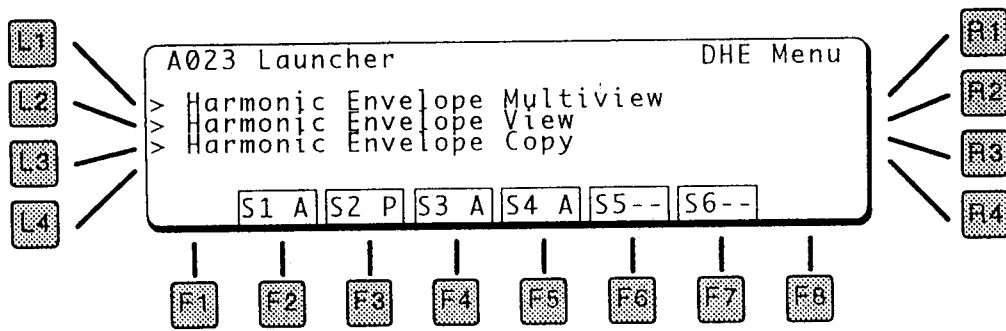 L1
L2
L3
L4
A023 Launcher DHE Menu
> Harmonic Envelope Multiview
> Harmonic Envelope View
> Harmonic Envelope Copy
S1 A S2 P S3 A S4 A S5-- S6--
R1
R2
R3
R4
F1 F2 F3 F4 F5 F6 F7 F8